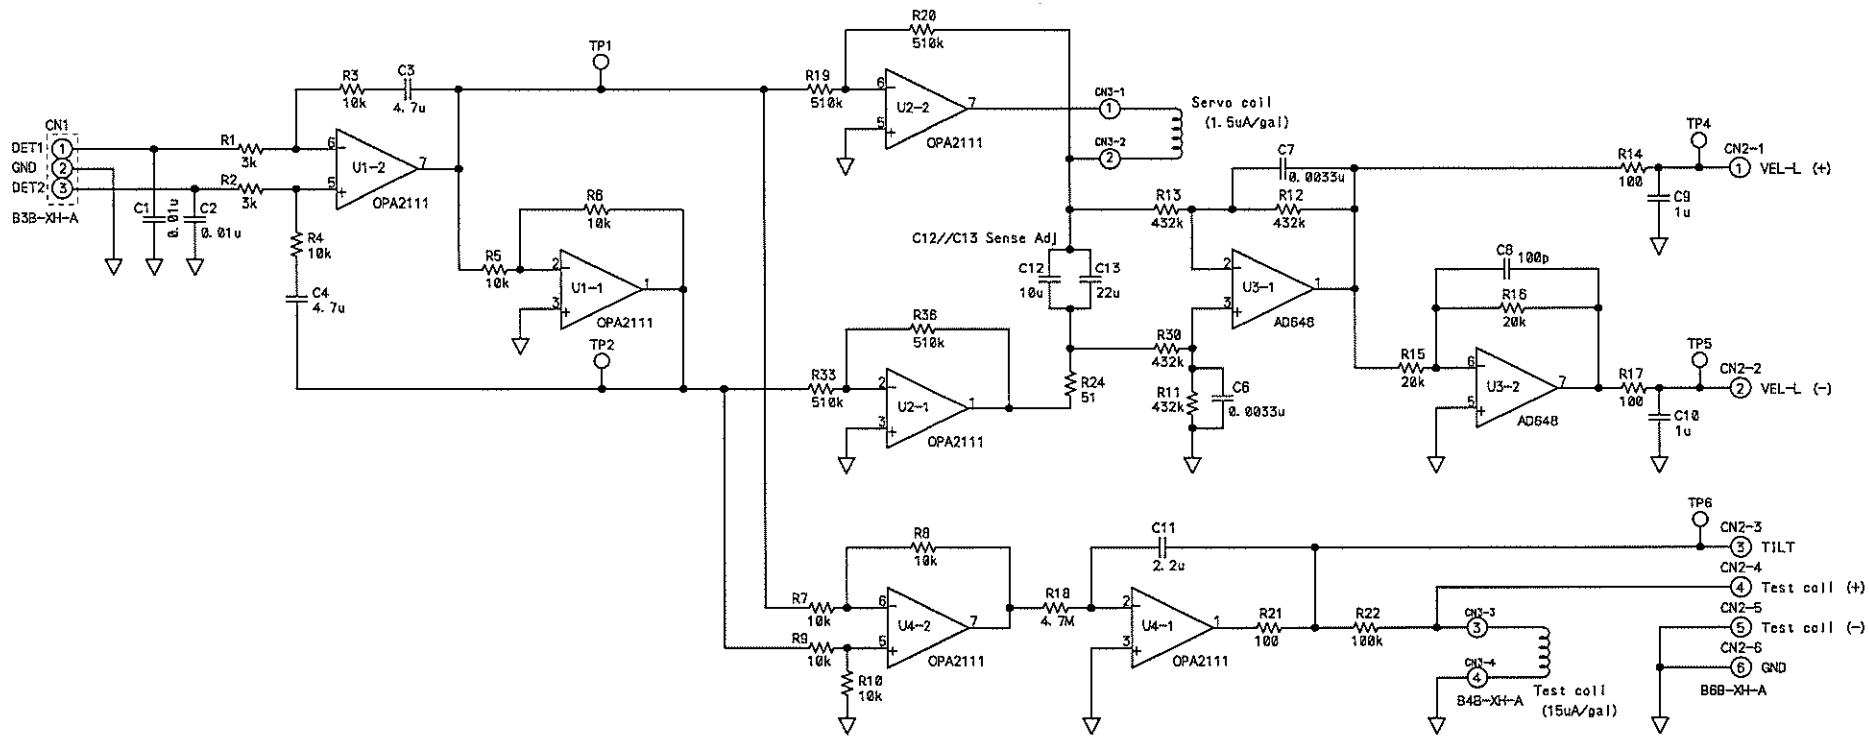 R20
510k
TP1
R3
10k
C3
4.7u
R19
510k
6
5
7
U2-2
OPA2111
CN3-1
1
CN3-2
2
Servo coil
(1.5uA/gal)
CN1
DET1
1
GND
2
DET2
3
B3B-XH-A
R1
3k
R2
3k
6
5
7
U1-2
OPA2111
C1
0.01u
C2
0.01u
R4
10k
C4
4.7u
R6
10k
R5
10k
2
3
1
U1-1
OPA2111
TP2
C7
0.0033u
R13
432k
R12
432k
TP4
R14
100
CN2-1
1
VEL-L (+)
C9
1u
C12//C13 Sense Adj
C12
10u
C13
22u
2
3
1
U3-1
AD648
C8
100p
R16
20k
R36
510k
R33
510k
2
3
1
U2-1
OPA2111
R30
432k
R24
51
R11
432k
C6
0.0033u
R15
20k
6
5
7
U3-2
AD648
TP5
R17
100
CN2-2
2
VEL-L (-)
C10
1u
R8
10k
R7
10k
R9
10k
R10
10k
6
5
7
U4-2
OPA2111
C11
2.2u
R18
4.7M
2
3
1
U4-1
OPA2111
R21
100
R22
100k
TP6
CN2-3
3
TILT
CN2-4
4
Test coil (+)
CN2-5
5
Test coil (-)
CN2-6
6
GND
B6B-XH-A
CN3-3
3
CN3-4
4
B4B-XH-A
Test coil
(15uA/gal)